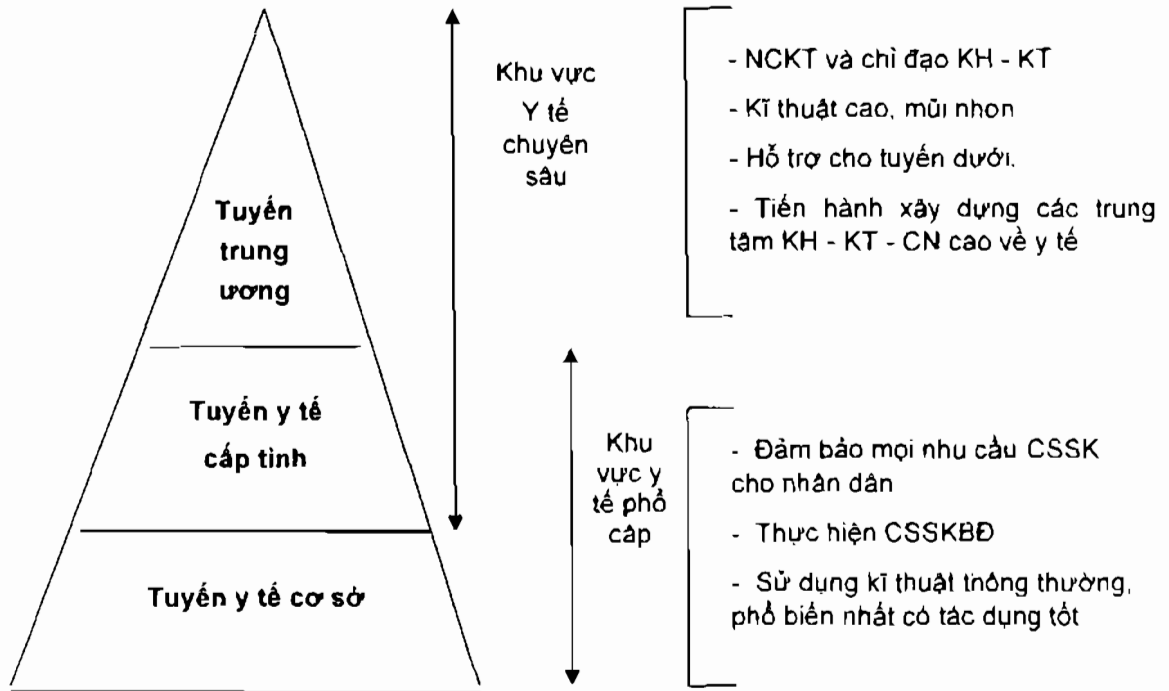 Tuyến
trung
ương
Tuyến y tế
cấp tỉnh
Tuyến y tế cơ sở
Khu vực
Y tế
chuyên
sâu
Khu
vực y
tế phổ
câp
- NCKT và chỉ đạo KH - KT
- Kĩ thuật cao, mũi nhon
- Hỗ trợ cho tuyến dưới.
- Tiến hành xây dựng các trung
tâm KH - KT - CN cao về y tế
- Đảm bảo mọi nhu cầu CSSK
cho nhân dân
- Thực hiện CSSKBĐ
- Sử dụng kĩ thuật thông thường,
phổ biến nhất có tác dụng tốt